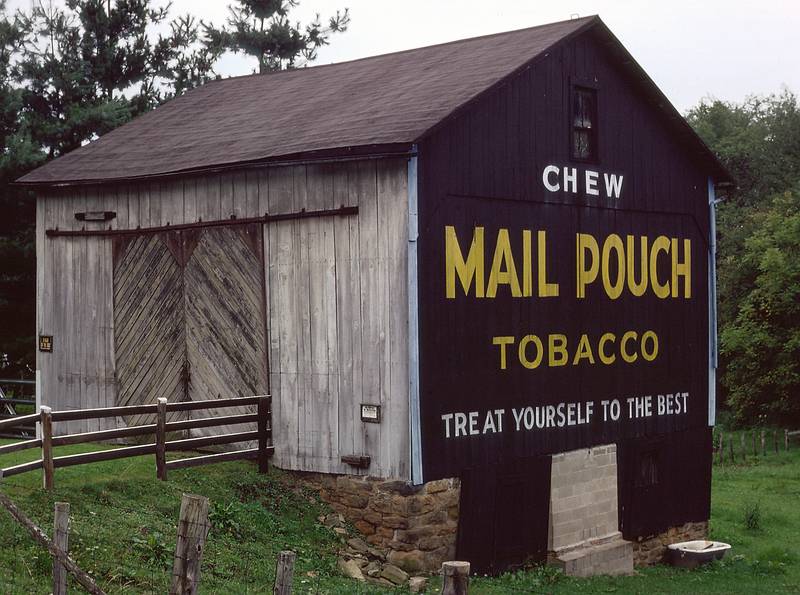 CHEW
MAIL POUCH
TOBACCO
TREAT YOURSELF TO THE BEST